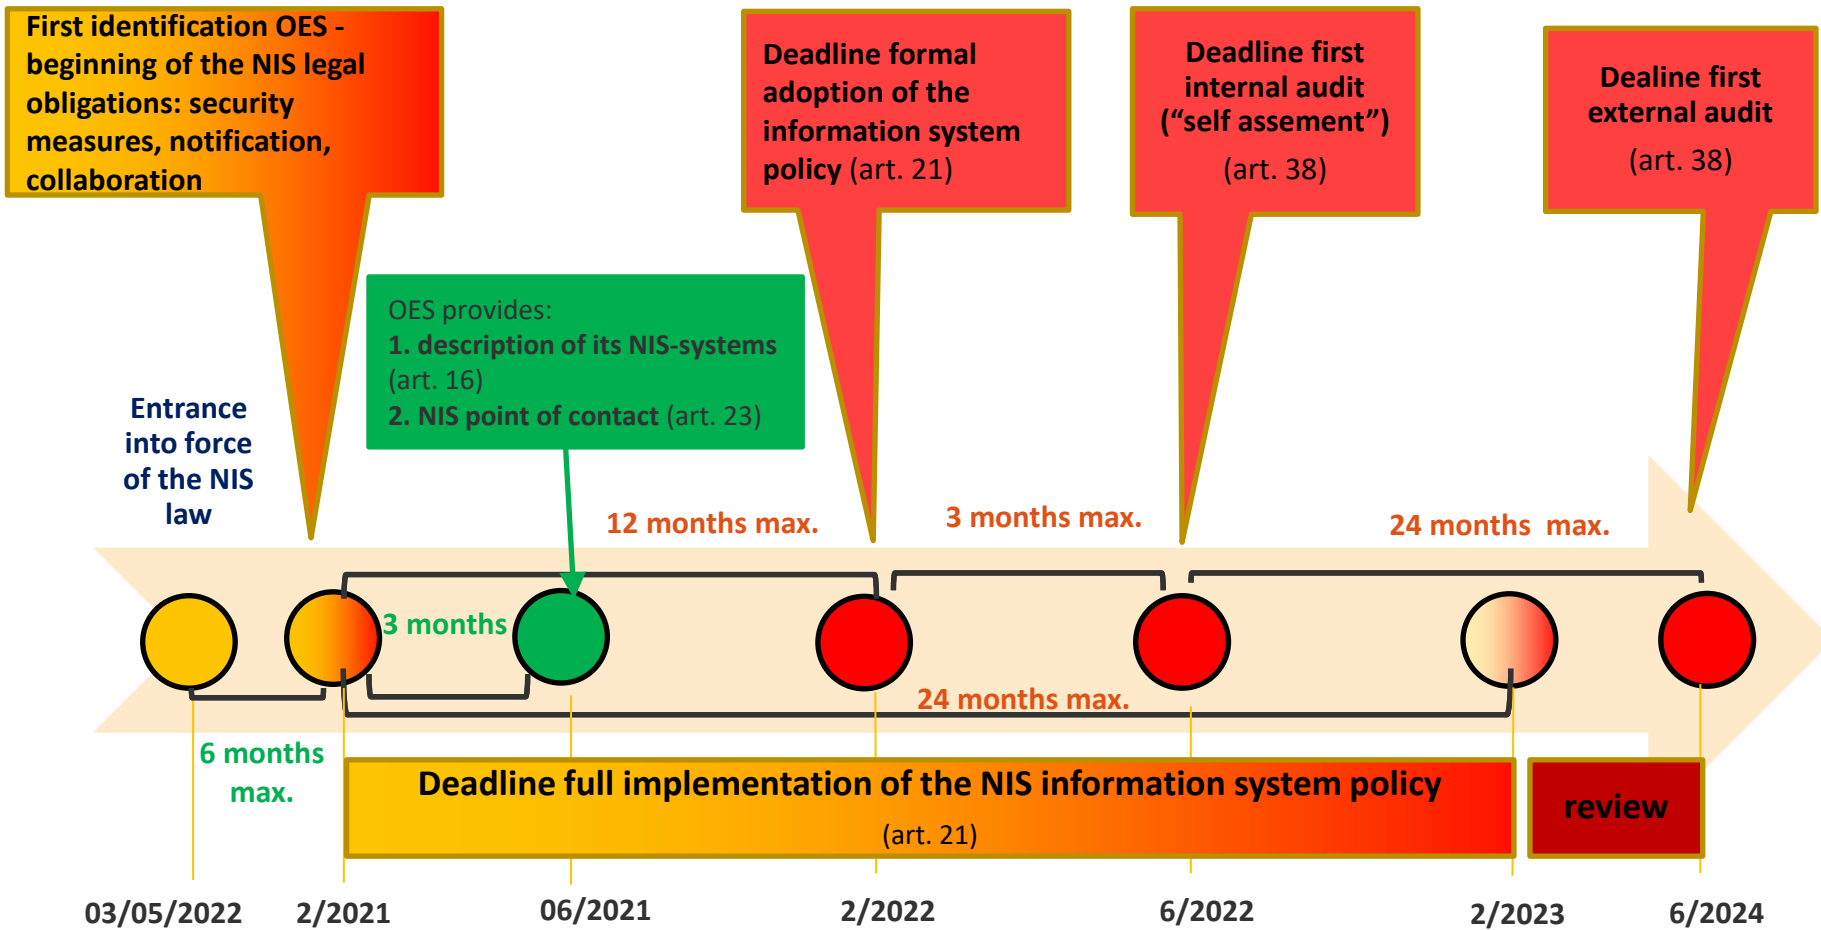 First identification OES -
beginning of the NIS legal
obligations: security
measures, notification,
collaboration
Deadline formal
adoption of the
information system
policy (art. 21)
Deadline first
internal audit
(“self assement”)
(art. 38)
Dealine first
external audit
(art. 38)
OES provides:
1. description of its NIS-systems
(art. 16)
2. NIS point of contact (art. 23)
Entrance
into force
of the NIS
law
12 months max.
3 months max.
24 months  max.
3 months
24 months max.
6 months
max.
Deadline full implementation of the NIS information system policy
(art. 21)
review
03/05/2022
2/2021
06/2021
2/2022
6/2022
2/2023
6/2024